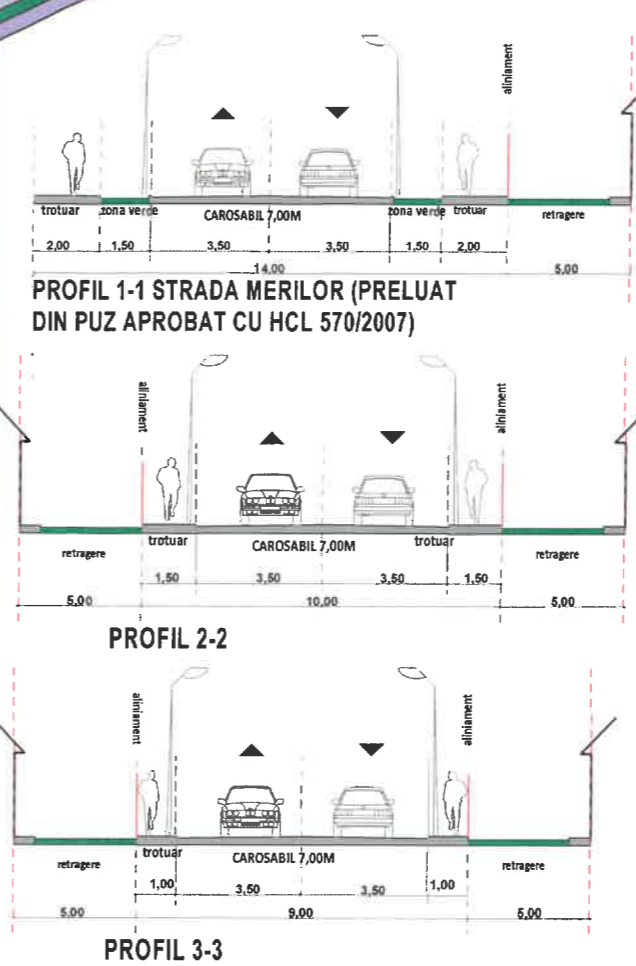 aliniament
trotuar zona verde CAROSABIL 7,00M zona verde trotuar retragere
2,00 1,50 3,50 3,50 1,50 2,00
14,00 5,00
PROFIL 1-1 STRADA MERILOR (PRELUAT
DIN PUZ APROBAT CU HCL 570/2007)
aliniament aliniament
retragere trotuar CAROSABIL 7,00M trotuar retragere
1,50 3,50 3,50 1,50
5,00 10,00 5,00
PROFIL 2-2
aliniament aliniament
retragere trotuar CAROSABIL 7,00M retragere
1,00 3,50 3,50 1,00
5,00 9,00 5,00
PROFIL 3-3